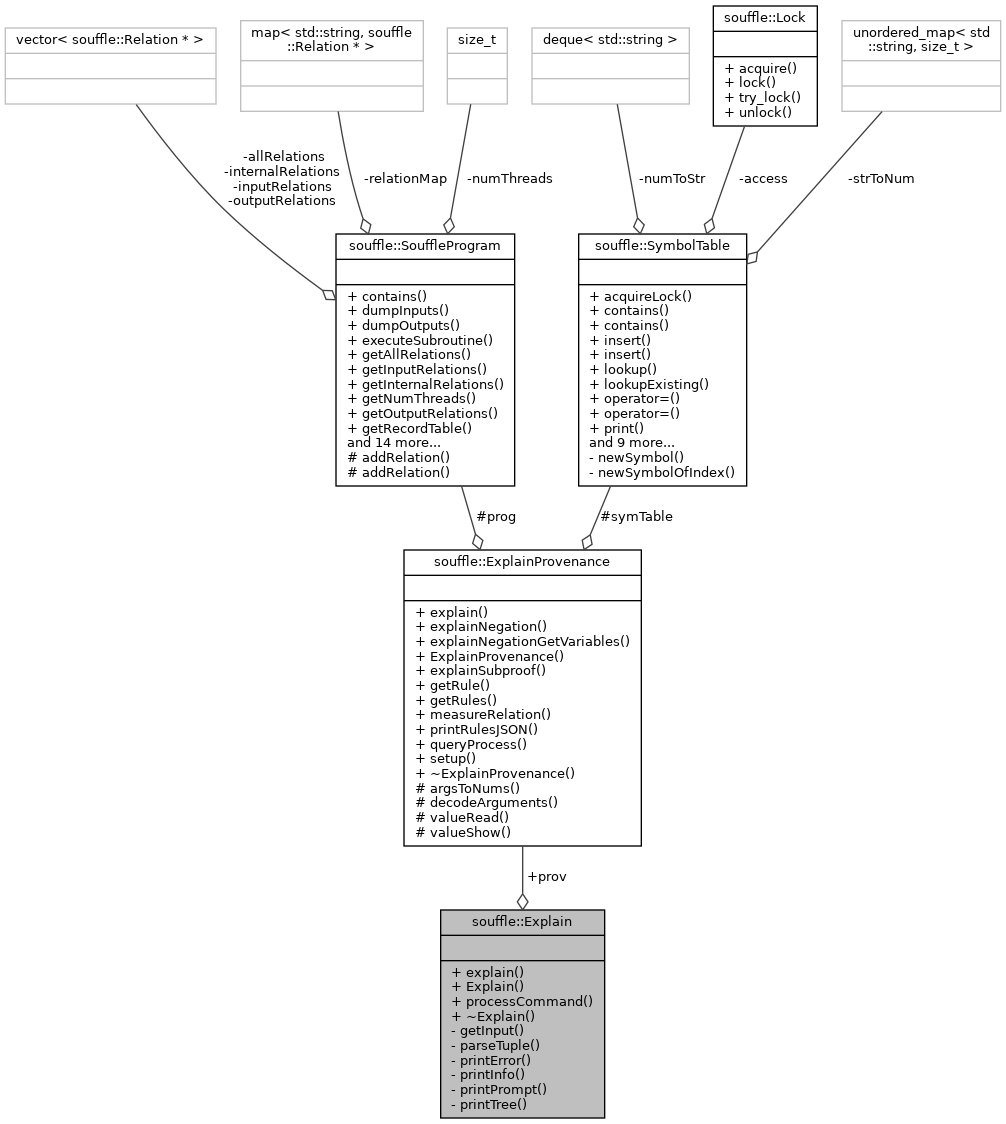 vector< souffle::Relation * >
map< std::string, souffle
::Relation * >
size_t
deque< std::string >
souffle::Lock
+ acquire()
+ lock()
+ try_lock()
+ unlock()
unordered_map< std
::string, size_t >
-allRelations
-internalRelations
-inputRelations
-outputRelations
-relationMap
-numThreads
-numToStr
-access
-strToNum
souffle::SouffleProgram
+ contains()
+ dumpInputs()
+ dumpOutputs()
+ executeSubroutine()
+ getAllRelations()
+ getInputRelations()
+ getInternalRelations()
+ getNumThreads()
+ getOutputRelations()
+ getRecordTable()
and 14 more...
# addRelation()
# addRelation()
souffle::SymbolTable
+ acquireLock()
+ contains()
+ contains()
+ insert()
+ insert()
+ lookup()
+ lookupExisting()
+ operator=()
+ operator=()
+ print()
and 9 more...
- newSymbol()
- newSymbolOfIndex()
#prog
#symTable
souffle::ExplainProvenance
+ explain()
+ explainNegation()
+ explainNegationGetVariables()
+ ExplainProvenance()
+ explainSubproof()
+ getRule()
+ getRules()
+ measureRelation()
+ printRulesJSON()
+ queryProcess()
+ setup()
+ ~ExplainProvenance()
# argsToNums()
# decodeArguments()
# valueRead()
# valueShow()
+prov
souffle::Explain
+ explain()
+ Explain()
+ processCommand()
+ ~Explain()
- getInput()
- parseTuple()
- printError()
- printInfo()
- printPrompt()
- printTree()